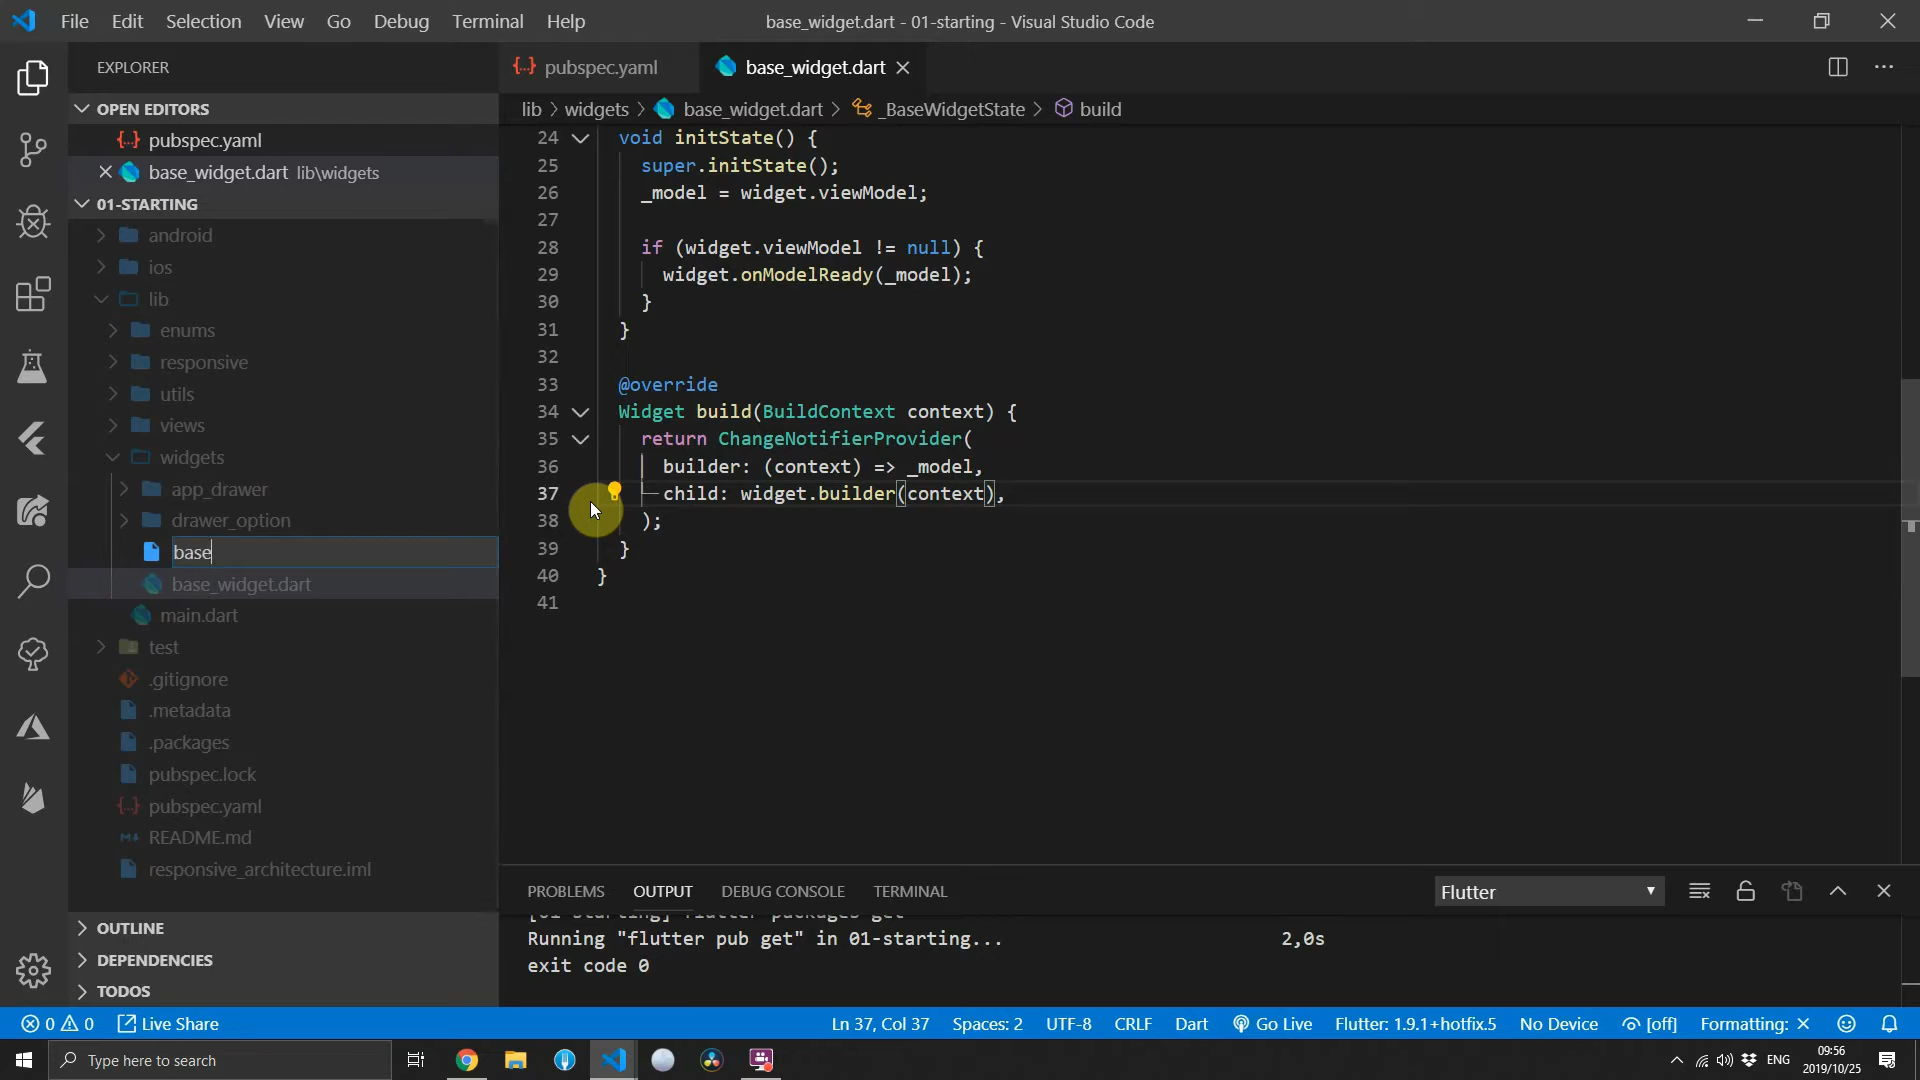 File Edit Selection View Go Debug Terminal Help
base_widget.dart - 01-starting - Visual Studio Code
EXPLORER
OPEN EDITORS
pubspec.yaml
base_widget.dart lib\widgets
01-STARTING
android
ios
lib
enums
responsive
utils
views
widgets
app_drawer
drawer_option
base
base_widget.dart
main.dart
test
.gitignore
.metadata
.packages
pubspec.lock
pubspec.yaml
README.md
responsive_architecture.iml
OUTLINE
DEPENDENCIES
TODOS
pubspec.yaml
base_widget.dart
lib > widgets > base_widget.dart > _BaseWidgetState > build
24 void initState() {
25 super.initState();
26 _model = widget.viewModel;
27
28 if (widget.viewModel != null) {
29 widget.onModelReady(_model);
30 }
31 }
32
33 @override
34 Widget build(BuildContext context) {
35 return ChangeNotifierProvider(
36 builder: (context) => _model,
37 child: widget.builder(context),
38 );
39 }
40 }
41
PROBLEMS OUTPUT DEBUG CONSOLE TERMINAL
Flutter
[01-starting] flutter packages get
Running "flutter pub get" in 01-starting... 2,0s
exit code 0
0 0 Live Share
Ln 37, Col 37 Spaces: 2 UTF-8 CRLF Dart Go Live Flutter: 1.9.1+hotfix.5 No Device [off] Formatting: ×
Type here to search
ENG
09:56
2019/10/25